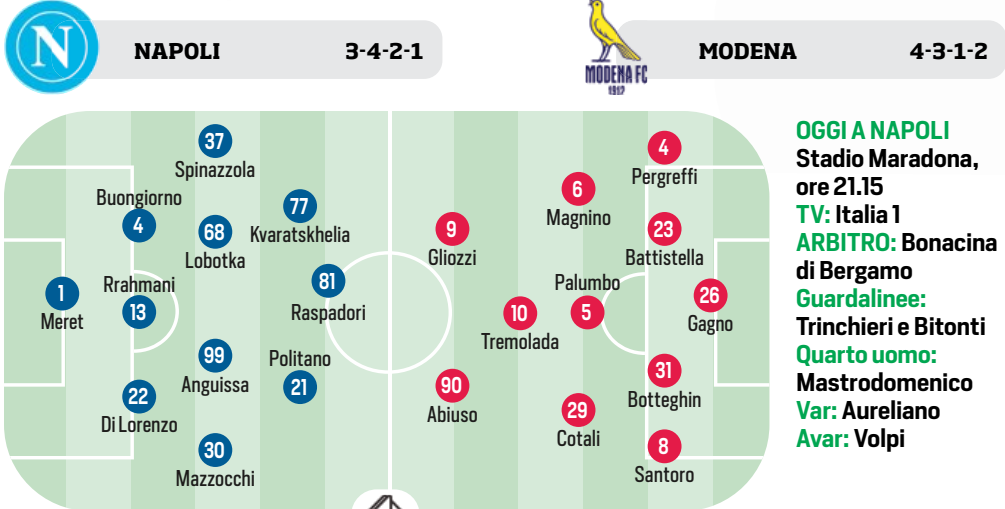 N
NAPOLI 3-4-2-1
MODENA FC
1912
MODENA 4-3-1-2
1
Meret
Buongiorno
4
Rrahmani
13
22
Di Lorenzo
37
Spinazzola
68
Lobotka
99
Anguissa
30
Mazzocchi
77
Kvaratskhelia
Politano
21
81
Raspadori
9
Gliozzi
90
Abiuso
10
Tremolada
6
Magnino
Palumbo
5
29
Cotali
4
Pergreffi
23
Battistella
31
Botteghin
8
Santoro
26
Gagno
OGGI A NAPOLI
Stadio Maradona,
ore 21.15
TV: Italia 1
ARBITRO: Bonacina
di Bergamo
Guardalinee:
Trinchieri e Bitonti
Quarto uomo:
Mastrodomenico
Var: Aureliano
Avar: Volpi